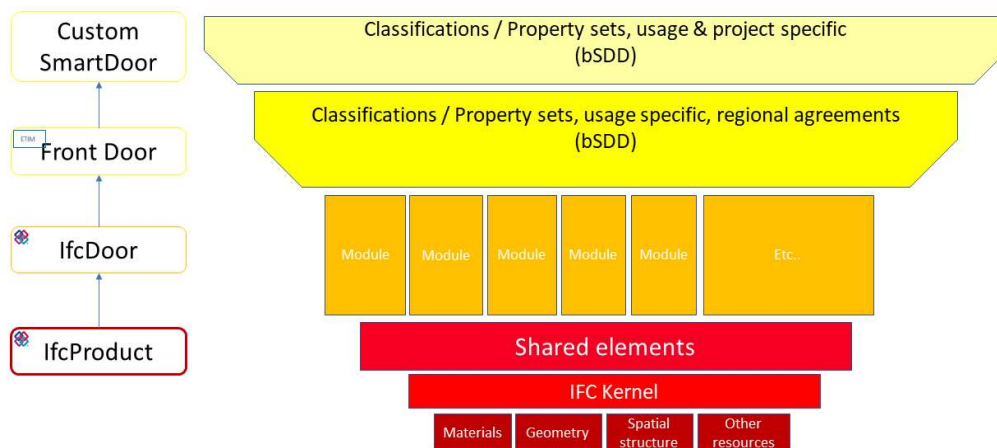 Custom
SmartDoor
ETIM
Front Door
IfcDoor
IfcProduct
Classifications / Property sets, usage & project specific
(bSDD)
Classifications / Property sets, usage specific, regional agreements
(bSDD)
Module
Module
Module
Module
Module
Etc..
Shared elements
IFC Kernel
Materials
Geometry
Spatial
structure
Other
resources